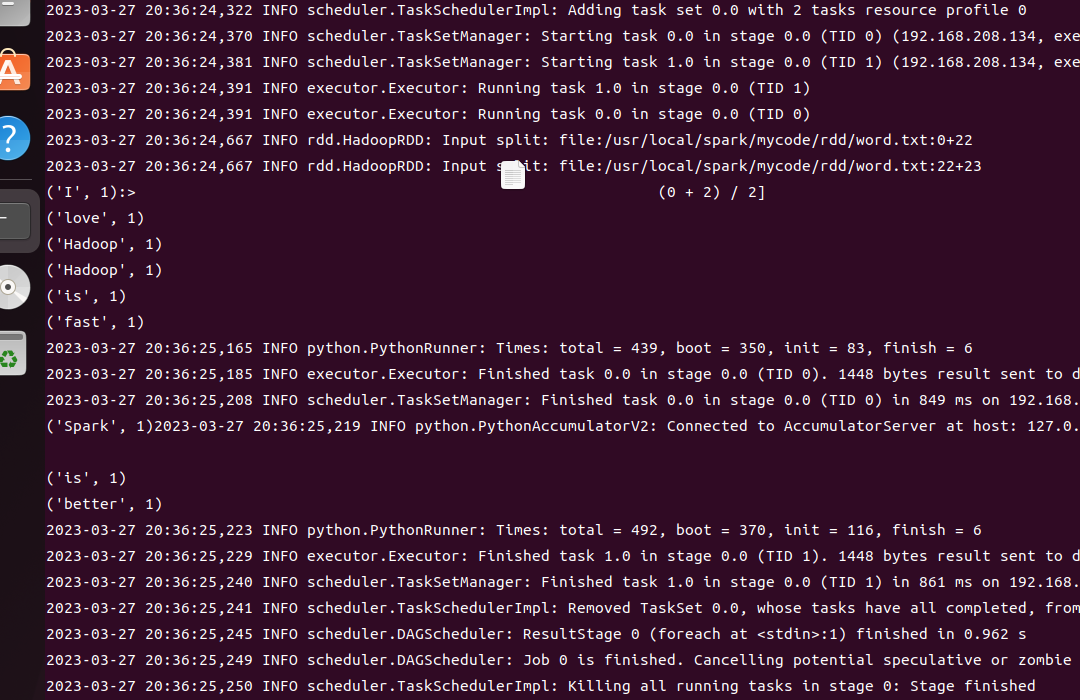 2023-03-27 20:36:24,322 INFO scheduler.TaskSchedulerImpl: Adding task set 0.0 with 2 tasks resource profile 0
2023-03-27 20:36:24,370 INFO scheduler.TaskSetManager: Starting task 0.0 in stage 0.0 (TID 0) (192.168.208.134, exe
2023-03-27 20:36:24,381 INFO scheduler.TaskSetManager: Starting task 1.0 in stage 0.0 (TID 1) (192.168.208.134, exe
2023-03-27 20:36:24,391 INFO executor.Executor: Running task 1.0 in stage 0.0 (TID 1)
2023-03-27 20:36:24,391 INFO executor.Executor: Running task 0.0 in stage 0.0 (TID 0)
2023-03-27 20:36:24,667 INFO rdd.HadoopRDD: Input split: file:/usr/local/spark/mycode/rdd/word.txt:0+22
2023-03-27 20:36:24,667 INFO rdd.HadoopRDD: Input split: file:/usr/local/spark/mycode/rdd/word.txt:22+23
('I', 1):> (0 + 2) / 2]
('love', 1)
('Hadoop', 1)
('Hadoop', 1)
('is', 1)
('fast', 1)
2023-03-27 20:36:25,165 INFO python.PythonRunner: Times: total = 439, boot = 350, init = 83, finish = 6
2023-03-27 20:36:25,185 INFO executor.Executor: Finished task 0.0 in stage 0.0 (TID 0). 1448 bytes result sent to d
2023-03-27 20:36:25,208 INFO scheduler.TaskSetManager: Finished task 0.0 in stage 0.0 (TID 0) in 849 ms on 192.168.
('Spark', 1)2023-03-27 20:36:25,219 INFO python.PythonAccumulatorV2: Connected to AccumulatorServer at host: 127.0.
('is', 1)
('better', 1)
2023-03-27 20:36:25,223 INFO python.PythonRunner: Times: total = 492, boot = 370, init = 116, finish = 6
2023-03-27 20:36:25,229 INFO executor.Executor: Finished task 1.0 in stage 0.0 (TID 1). 1448 bytes result sent to d
2023-03-27 20:36:25,240 INFO scheduler.TaskSetManager: Finished task 1.0 in stage 0.0 (TID 1) in 861 ms on 192.168.
2023-03-27 20:36:25,241 INFO scheduler.TaskSchedulerImpl: Removed TaskSet 0.0, whose tasks have all completed, from
2023-03-27 20:36:25,245 INFO scheduler.DAGScheduler: ResultStage 0 (foreach at <stdin>:1) finished in 0.962 s
2023-03-27 20:36:25,249 INFO scheduler.DAGScheduler: Job 0 is finished. Cancelling potential speculative or zombie
2023-03-27 20:36:25,250 INFO scheduler.TaskSchedulerImpl: Killing all running tasks in stage 0: Stage finished